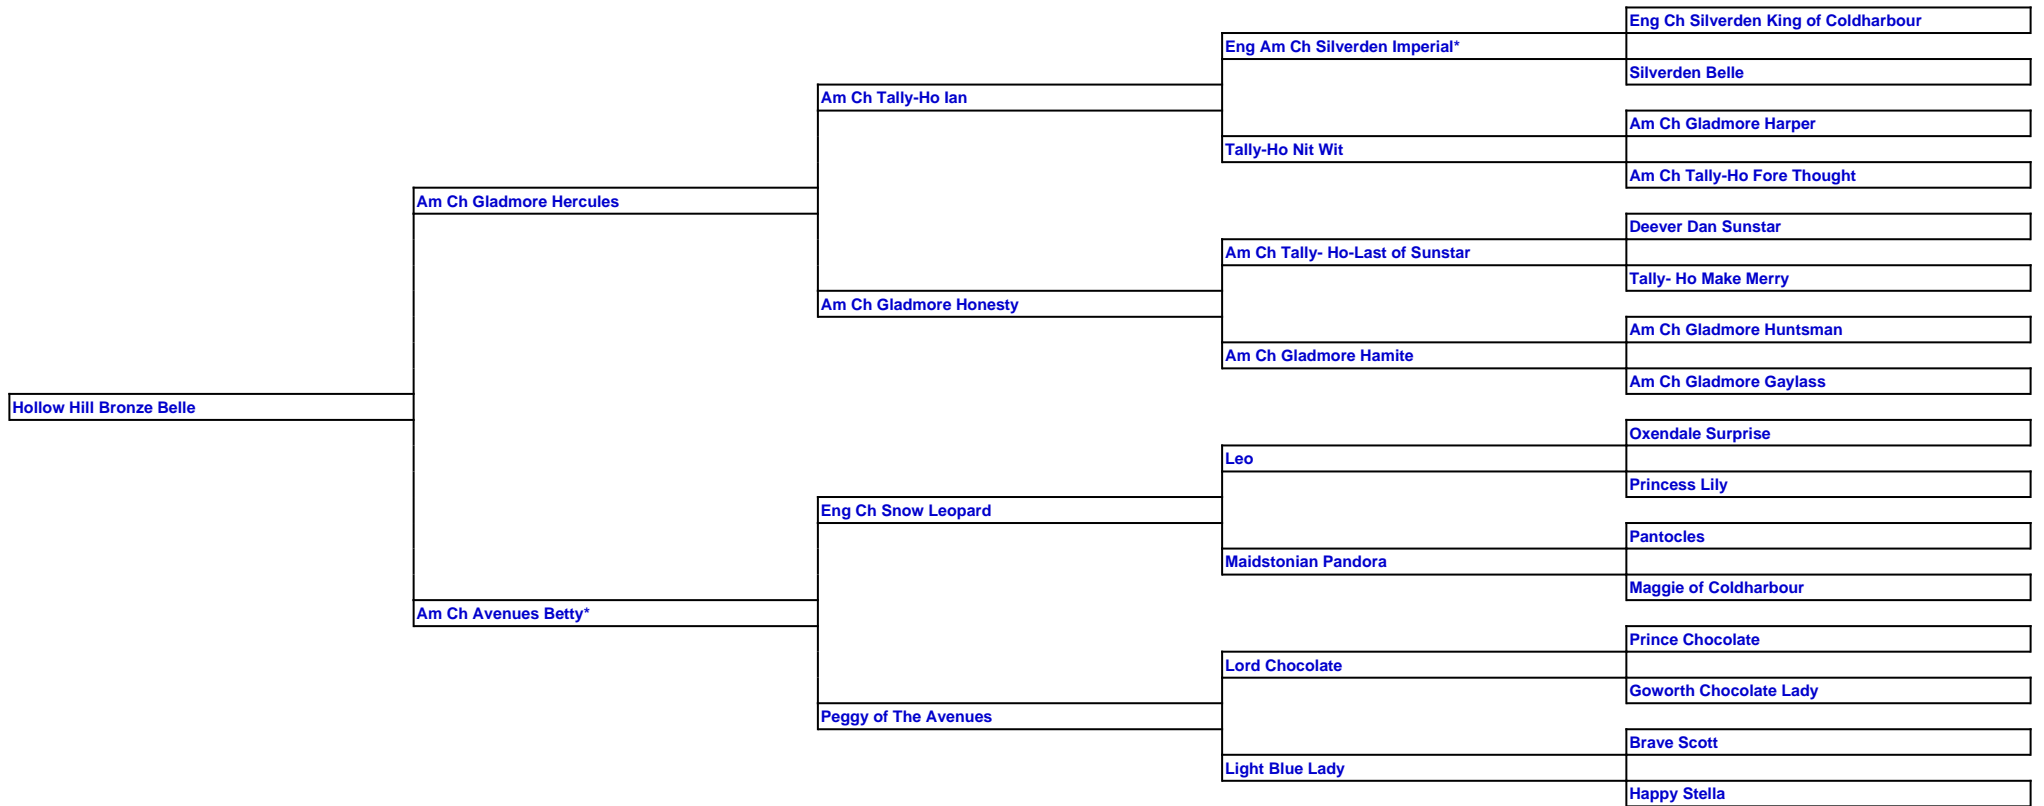 Eng Ch Silverden King of Coldharbour
Eng Am Ch Silverden Imperial*
Silverden Belle
Am Ch Tally-Ho Ian
Am Ch Gladmore Harper
Tally-Ho Nit Wit
Am Ch Tally-Ho Fore Thought
Am Ch Gladmore Hercules
Deever Dan Sunstar
Am Ch Tally- Ho-Last of Sunstar
Tally- Ho Make Merry
Am Ch Gladmore Honesty
Am Ch Gladmore Huntsman
Am Ch Gladmore Hamite
Am Ch Gladmore Gaylass
Hollow Hill Bronze Belle
Oxendale Surprise
Leo
Princess Lily
Eng Ch Snow Leopard
Pantocles
Maidstonian Pandora
Maggie of Coldharbour
Am Ch Avenues Betty*
Prince Chocolate
Lord Chocolate
Goworth Chocolate Lady
Peggy of The Avenues
Brave Scott
Light Blue Lady
Happy Stella